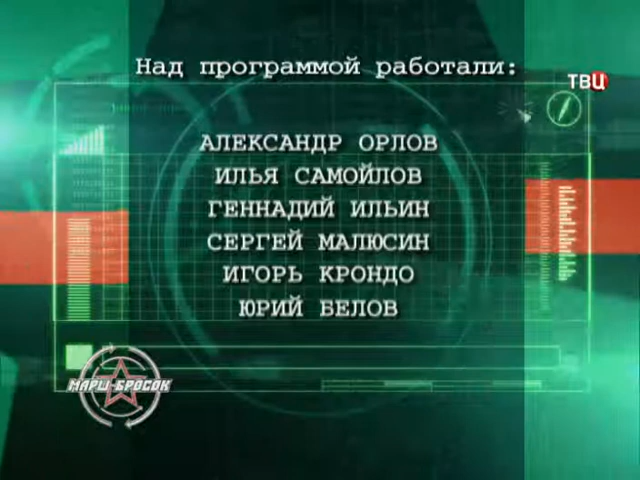 Над программой работали:
ТВЦ
АЛЕКСАНДР ОРЛОВ
ИЛЬЯ САМОЙЛОВ
ГЕННАДИЙ ИЛЬИН
СЕРГЕЙ МАЛЮСИН
ИГОРЬ КРОНДО
ЮРИЙ БЕЛОВ
МАРШ-БРОСОК